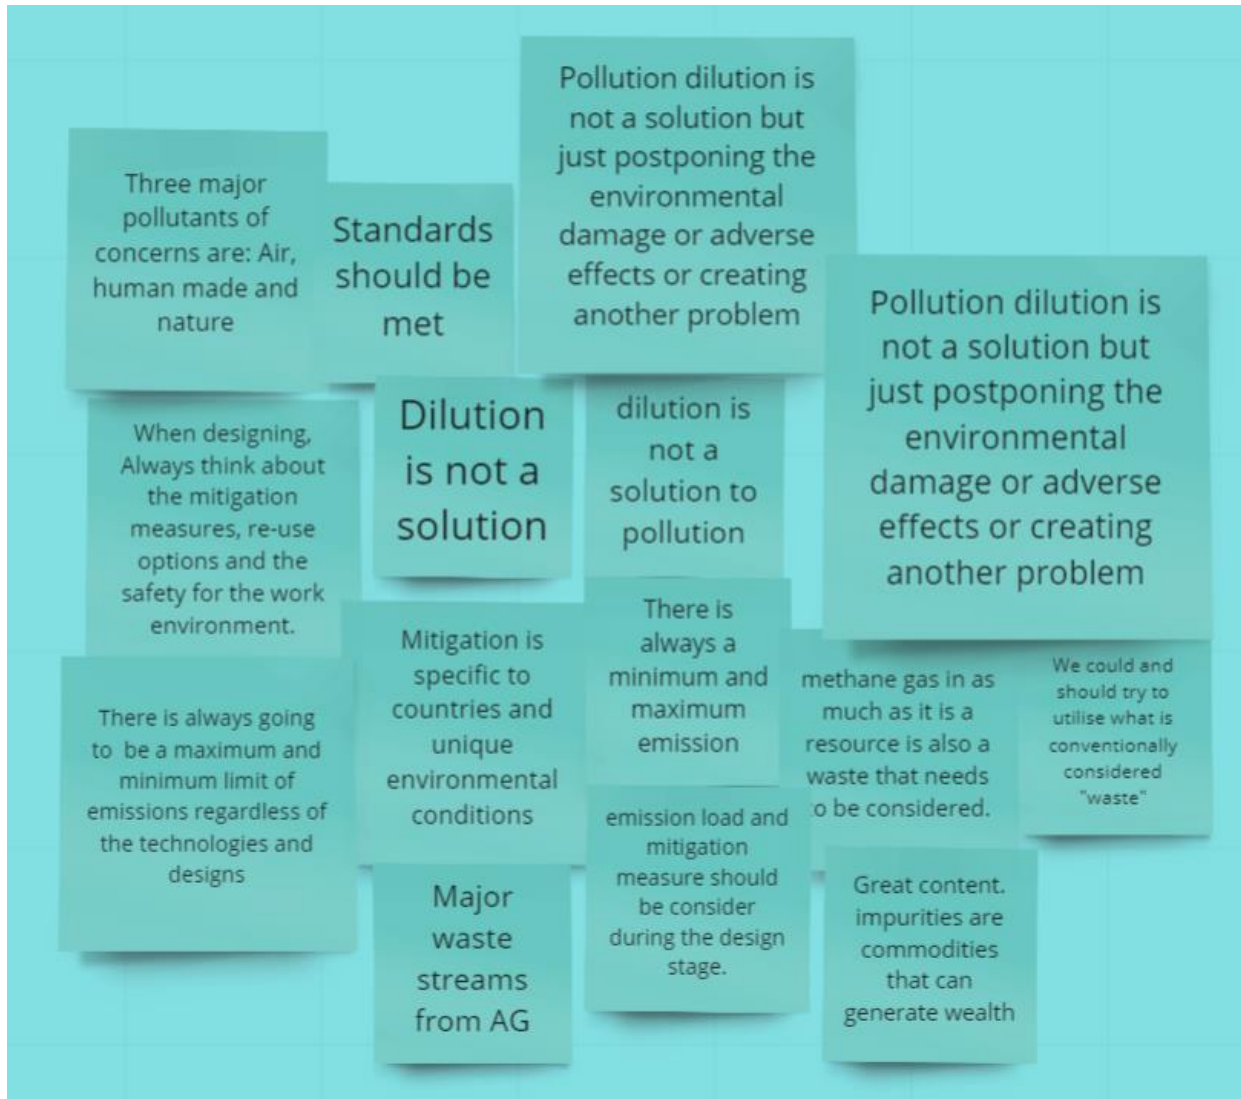 Pollution dilution is
not a solution but
just postponing the
environmental
damage or adverse
effects or creating
another problem
Three major
pollutants of
concerns are: Air,
human made and
nature
Standards
should be
met
Pollution dilution is
not a solution but
just postponing the
environmental
damage or adverse
effects or creating
another problem
When designing,
Always think about
the mitigation
measures, re-use
options and the
safety for the work
environment.
Dilution
is not a
solution
dilution is
not a
solution to
pollution
There is always going
to be a maximum and
minimum limit of
emissions regardless of
the technologies and
designs
Mitigation is
specific to
countries and
unique
environmental
conditions
There is
always a
minimum and
maximum
emission
methane gas in as
much as it is a
resource is also a
waste that needs
to be considered.
We could and
should try to
utilise what is
conventionally
considered
"waste"
Major
waste
streams
from AG
emission load and
mitigation
measure should
be consider
during the design
stage.
Great content.
impurities are
commodities
that can
generate wealth